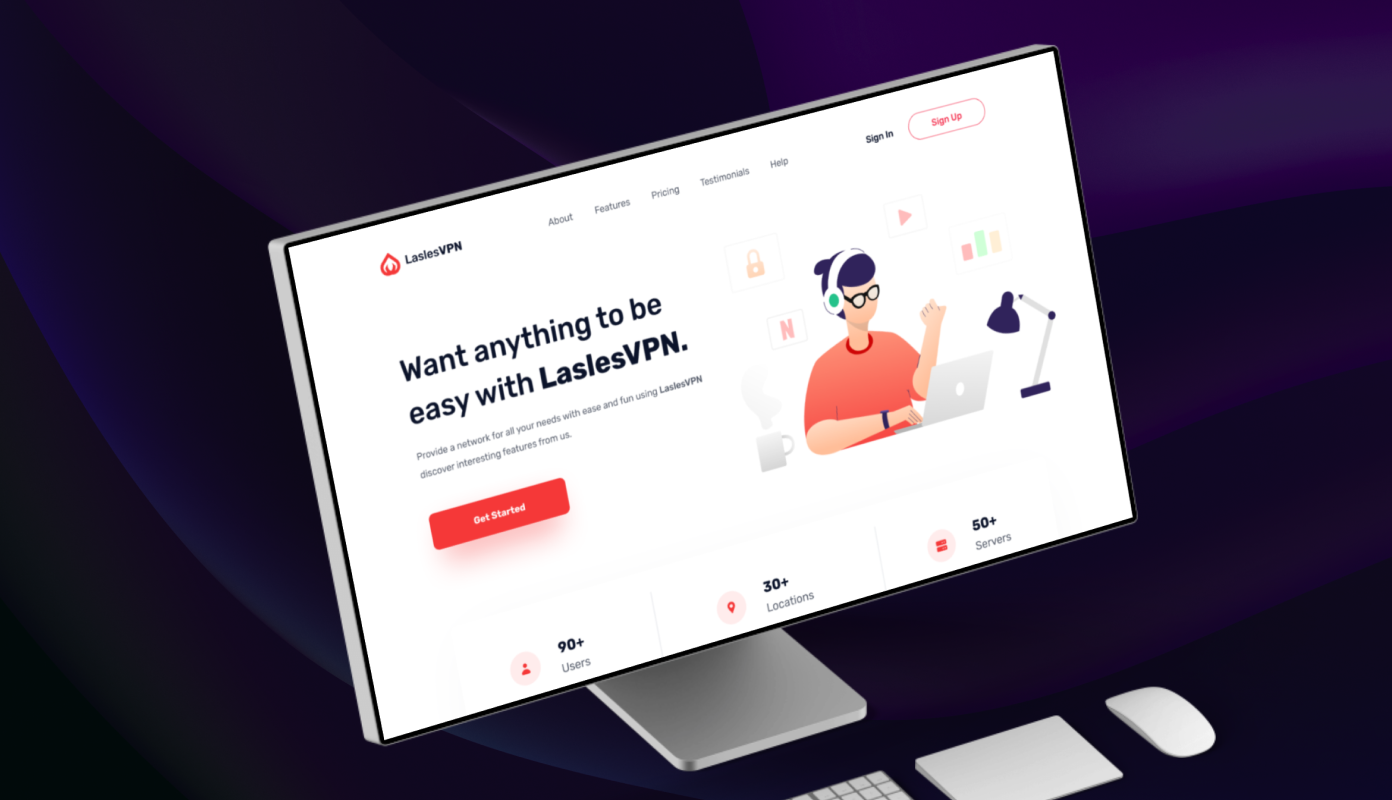 LaslesVPN
About
Features
Pricing
Testimonials
Help
Sign In
Sign Up
Want anything to be
easy with LaslesVPN.
Provide a network for all your needs with ease and fun using LaslesVPN
discover interesting features from us.
Get Started
N
90+
Users
30+
Locations
50+
Servers